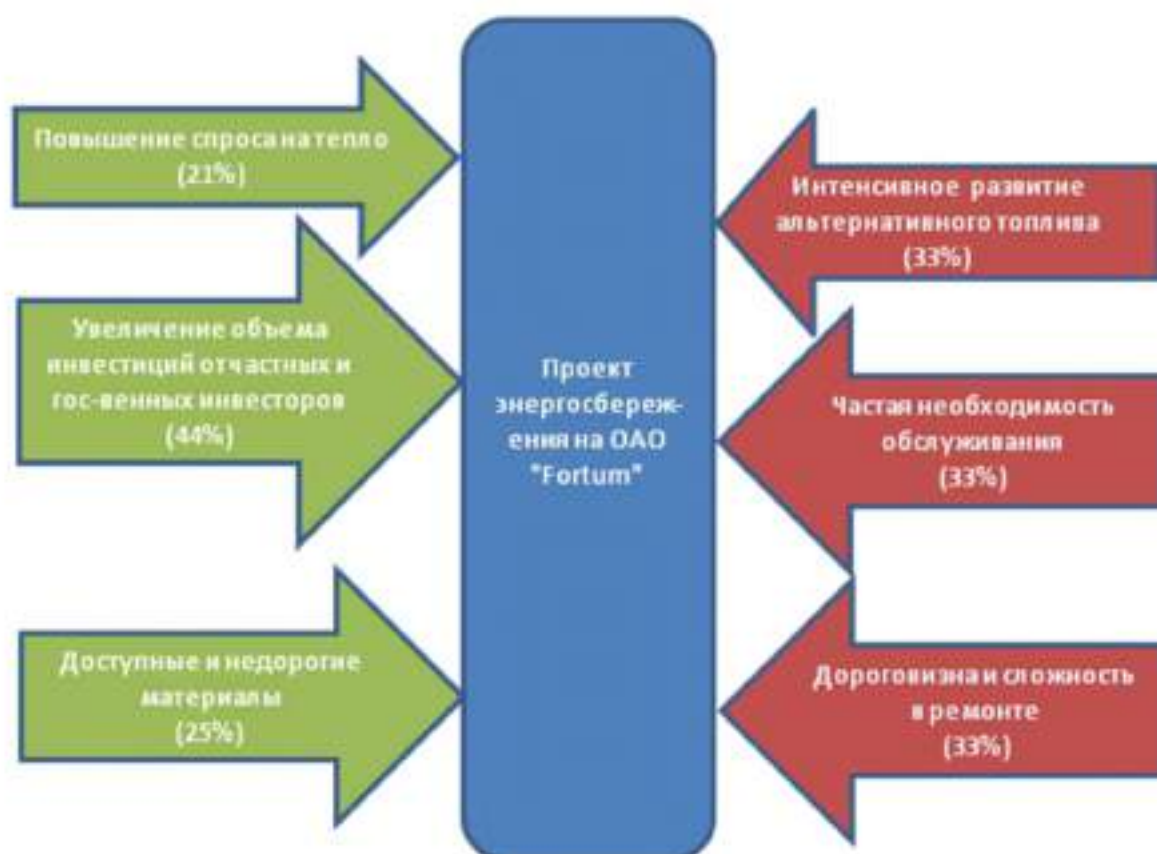 Повышение спроса на тепло
(21%)
Увеличение объема
инвестиций от частных и
гос-венных инвесторов
(44%)
Доступные и недорогие
материалы
(25%)
Проект
энергосбереж-
ения на ОАО
"Fortum"
Интенсивное развитие
альтернативного топлива
(33%)
Частая необходимость
обслуживания
(33%)
Дороговизна и сложность
в ремонте
(33%)